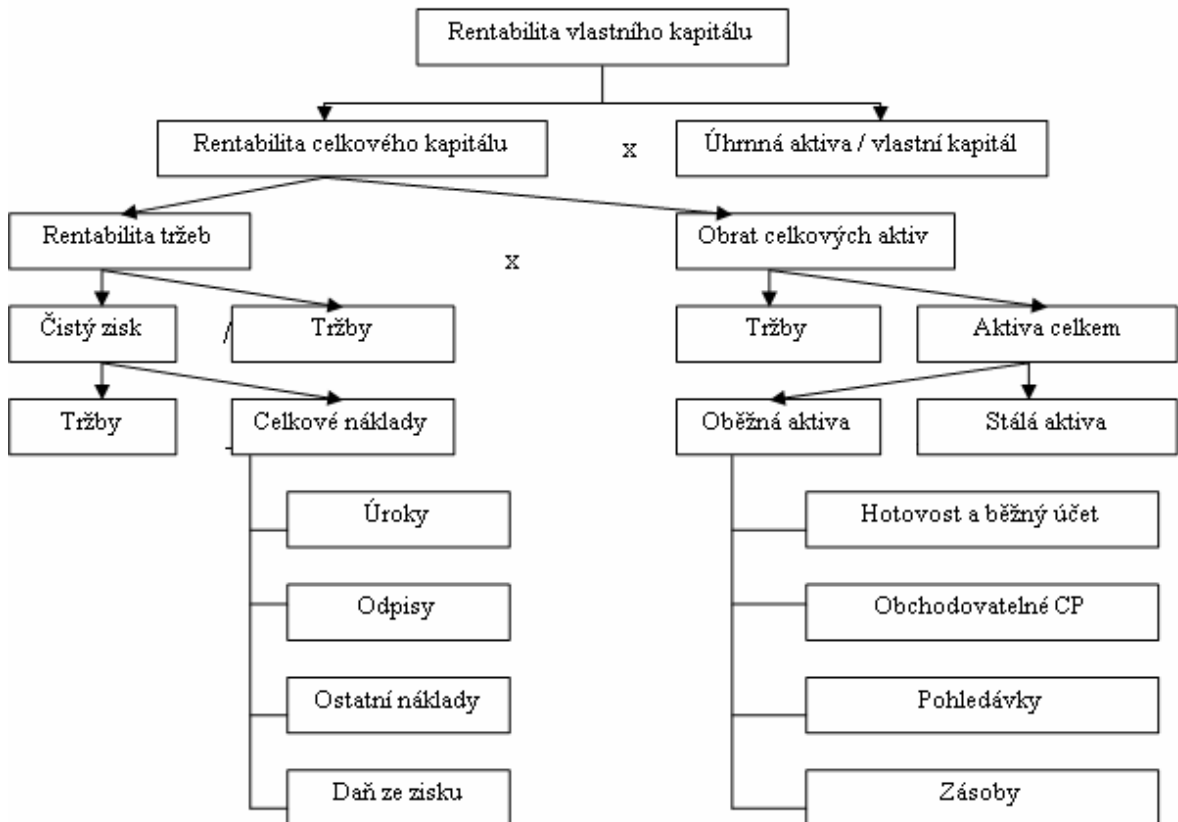 Rentabilita vlastního kapitálu
Rentabilita celkového kapitálu
x
Úhrnná aktiva / vlastní kapitál
Rentabilita tržeb
x
Obrat celkových aktiv
Čistý zisk
/
Tržby
Tržby
Aktiva celkem
Tržby
-
Celkové náklady
Oběžná aktiva
Stálá aktiva
Úroky
Hotovost a běžný účet
Odpisy
Obchodovatelné CP
Ostatní náklady
Pohledávky
Daň ze zisku
Zásoby